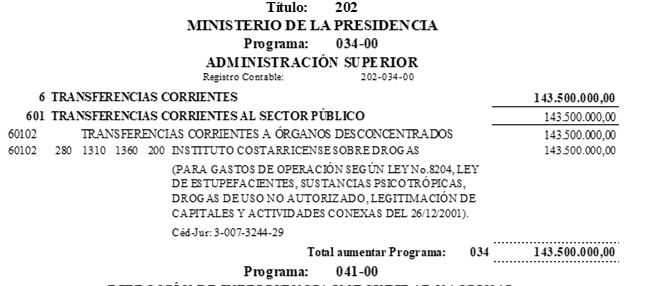 Título: 202
MINISTERIO DE LA PRESIDENCIA
Programa: 034-00
ADMINISTRACIÓN SUPERIOR
Registro Contable: 202-034-00
6 TRANSFERENCIAS CORRIENTES 143.500.000,00
601 TRANSFERENCIAS CORRIENTES AL SECTOR PÚBLICO 143.500.000,00
60102 TRANSFERENCIAS CORRIENTES A ÓRGANOS DESCONCENTRADOS 143.500.000,00
60102 280 1310 1360 200 INSTITUTO COSTARRICENSE SOBRE DROGAS 143.500.000,00
(PARA GASTOS DE OPERACIÓN SEGÚN LEY No.8204, LEY
DE ESTUPEFACIENTES, SUSTANCIAS PSICOTRÓPICAS,
DROGAS DE USO NO AUTORIZADO, LEGITIMACIÓN DE
CAPITALES Y ACTIVIDADES CONEXAS DEL 26/12/2001).
Céd-Jur: 3-007-3244-29
Total aumentar Programa: 034 143.500.000,00
Programa: 041-00